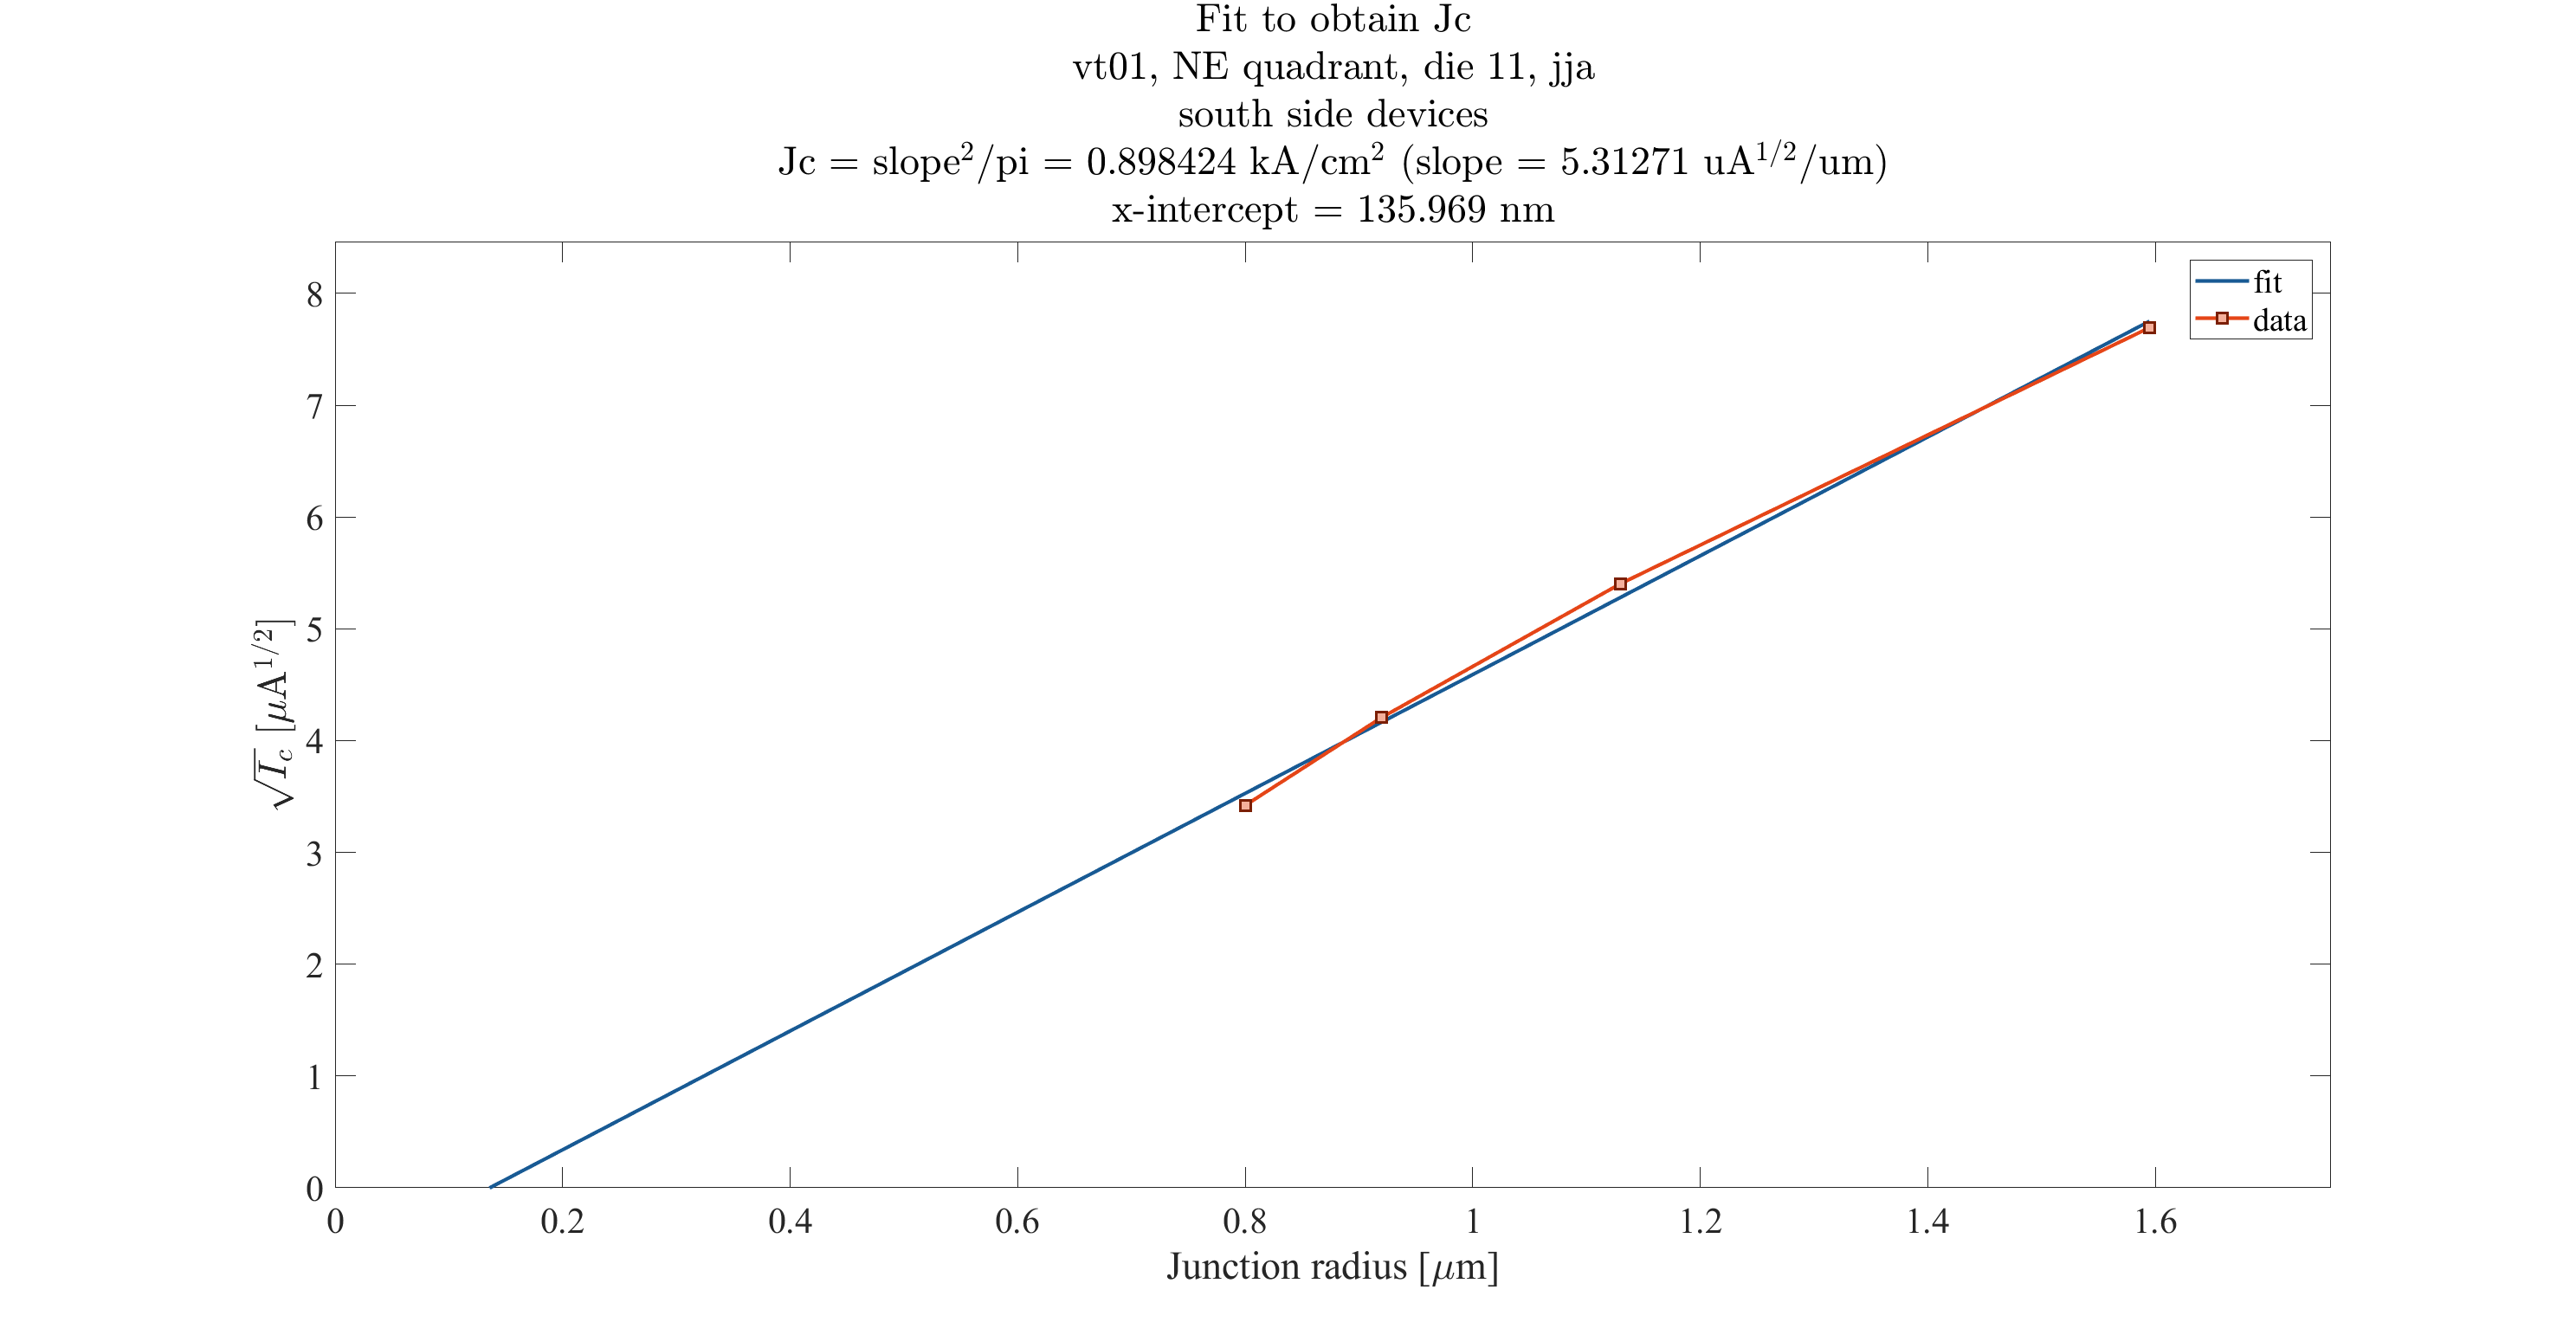 Fit to obtain Jc
vt01, NE quadrant, die 11, jja
south side devices
Jc = slope²/pi = 0.898424 kA/cm² (slope = 5.31271 uA^{1/2}/um)
x-intercept = 135.969 nm
fit
data
8
7
6
5
4
3
2
1
0
√I_c [μA^{1/2}]
0 0.2 0.4 0.6 0.8 1 1.2 1.4 1.6
Junction radius [μm]